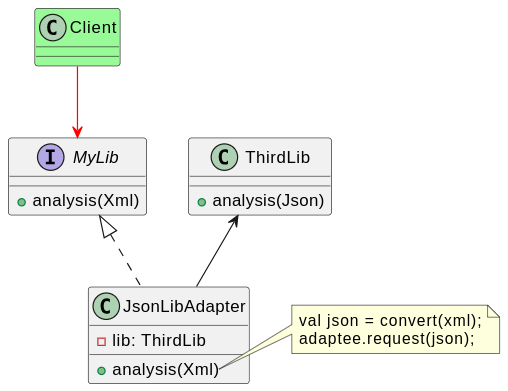 C Client
I MyLib
analysis(Xml)
C ThirdLib
analysis(Json)
C JsonLibAdapter
lib: ThirdLib
analysis(Xml)
val json = convert(xml);
adaptee.request(json);